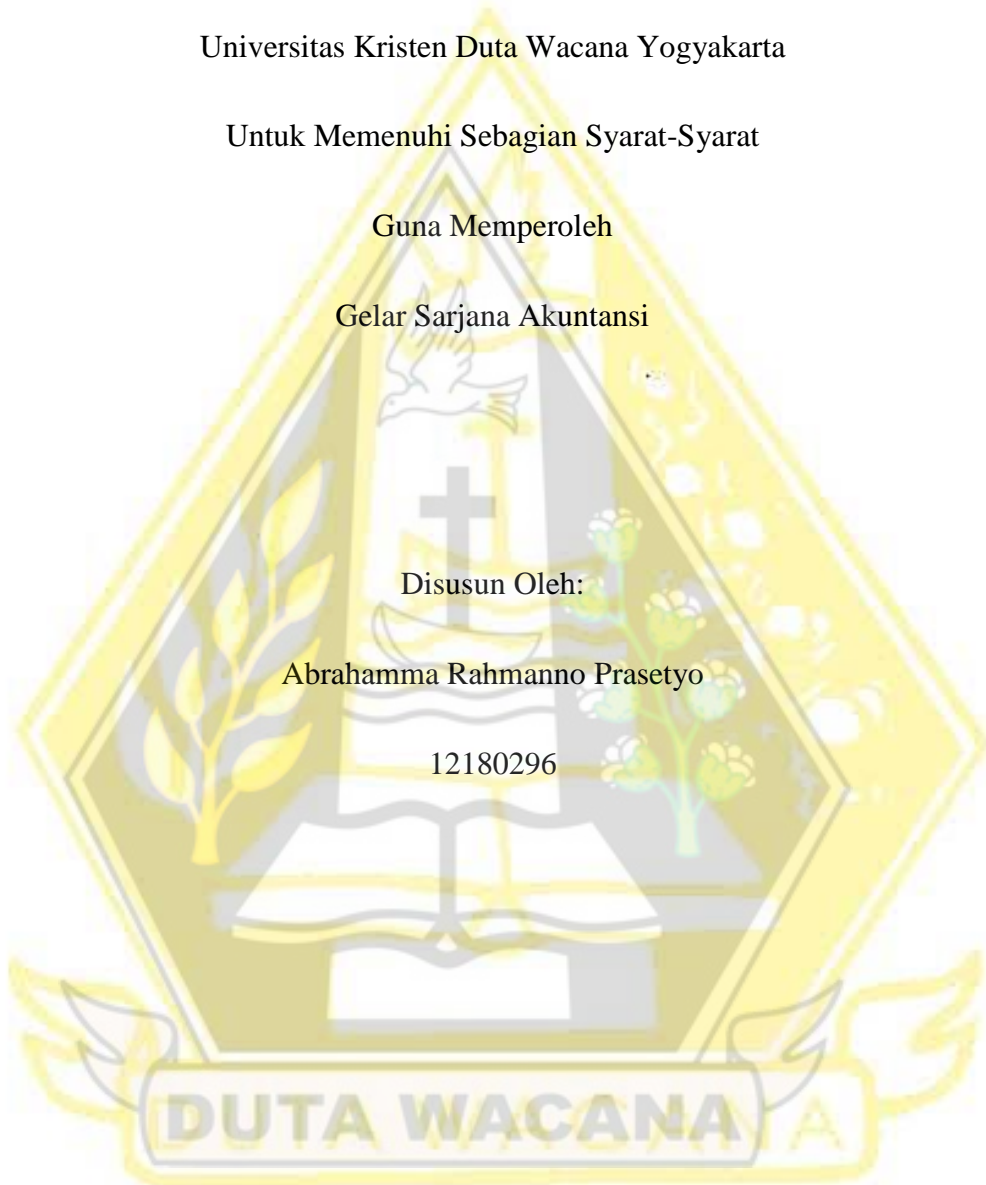 Universitas Kristen Duta Wacana Yogyakarta
Untuk Memenuhi Sebagian Syarat-Syarat
Guna Memperoleh
Gelar Sarjana Akuntansi
Disusun Oleh:
Abrahamma Rahmanno Prasetyo
12180296
DUTA WACANA